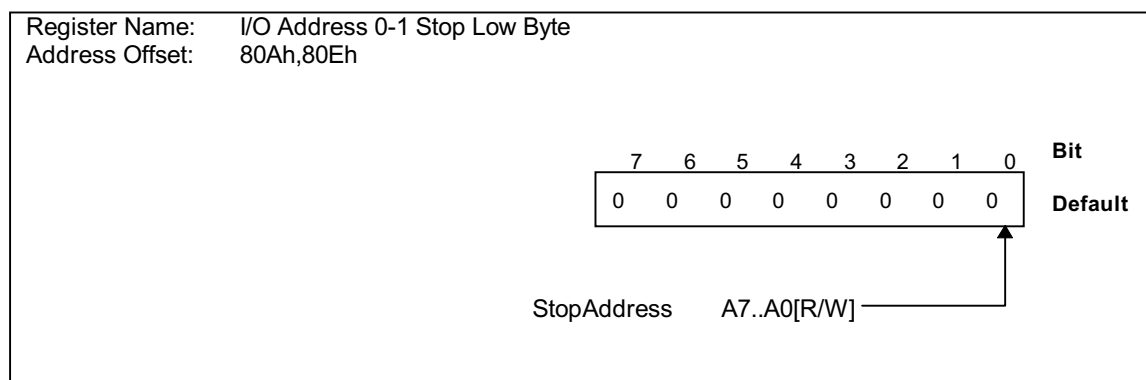 Register Name: I/O Address 0-1 Stop Low Byte
Address Offset: 80Ah,80Eh
7 6 5 4 3 2 1 0 Bit
0 0 0 0 0 0 0 0 Default
StopAddress A7..A0[R/W]